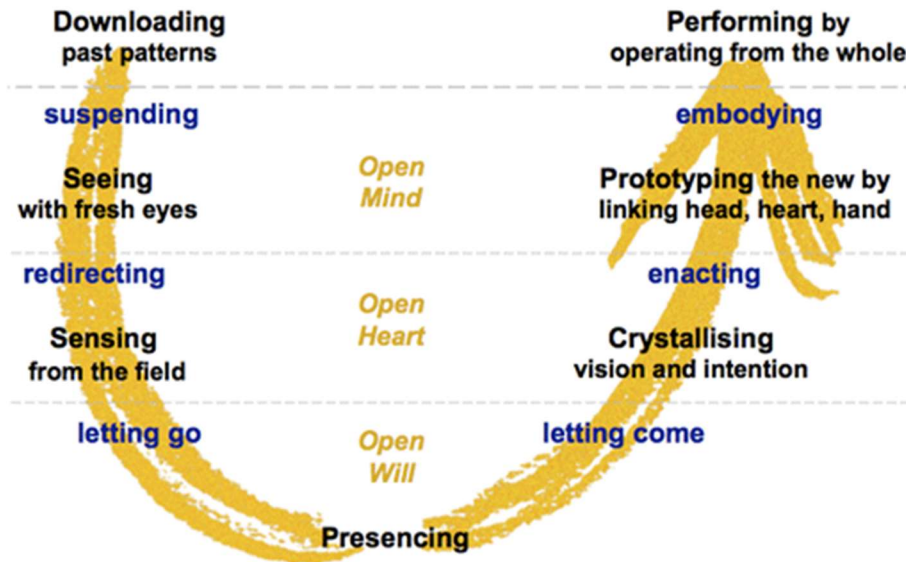 Downloading
past patterns
Performing by
operating from the whole
suspending
embodying
Open
Mind
Seeing
with fresh eyes
Prototyping the new by
linking head, heart, hand
redirecting
enacting
Open
Heart
Sensing
from the field
Crystallising
vision and intention
letting go
letting come
Open
Will
Presencing